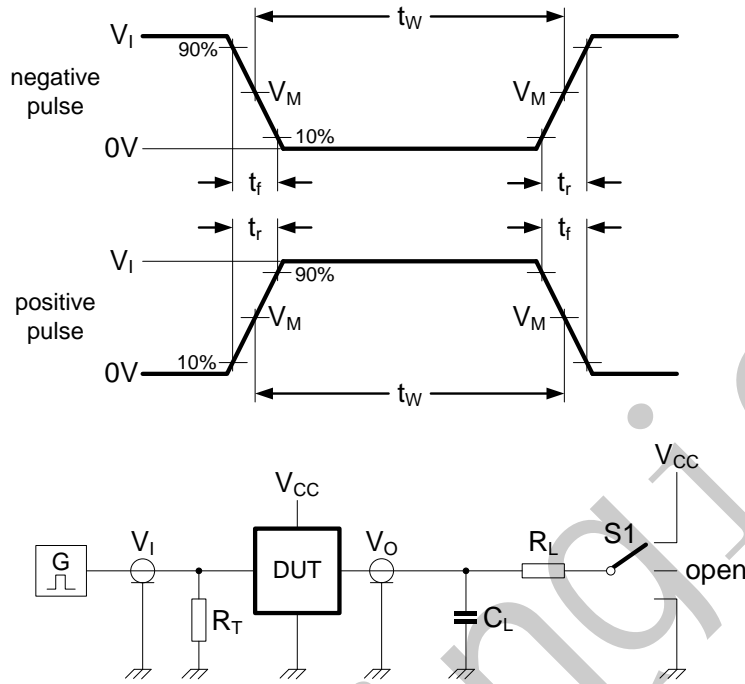 t_W
V_I
90%
negative
pulse
V_M
V_M
10%
0V
t_f
t_r
t_r
t_f
V_I
90%
positive
pulse
V_M
V_M
10%
0V
t_W
V_CC
V_CC
V_I
V_O
R_L
S1
G
DUT
open
R_T
C_L